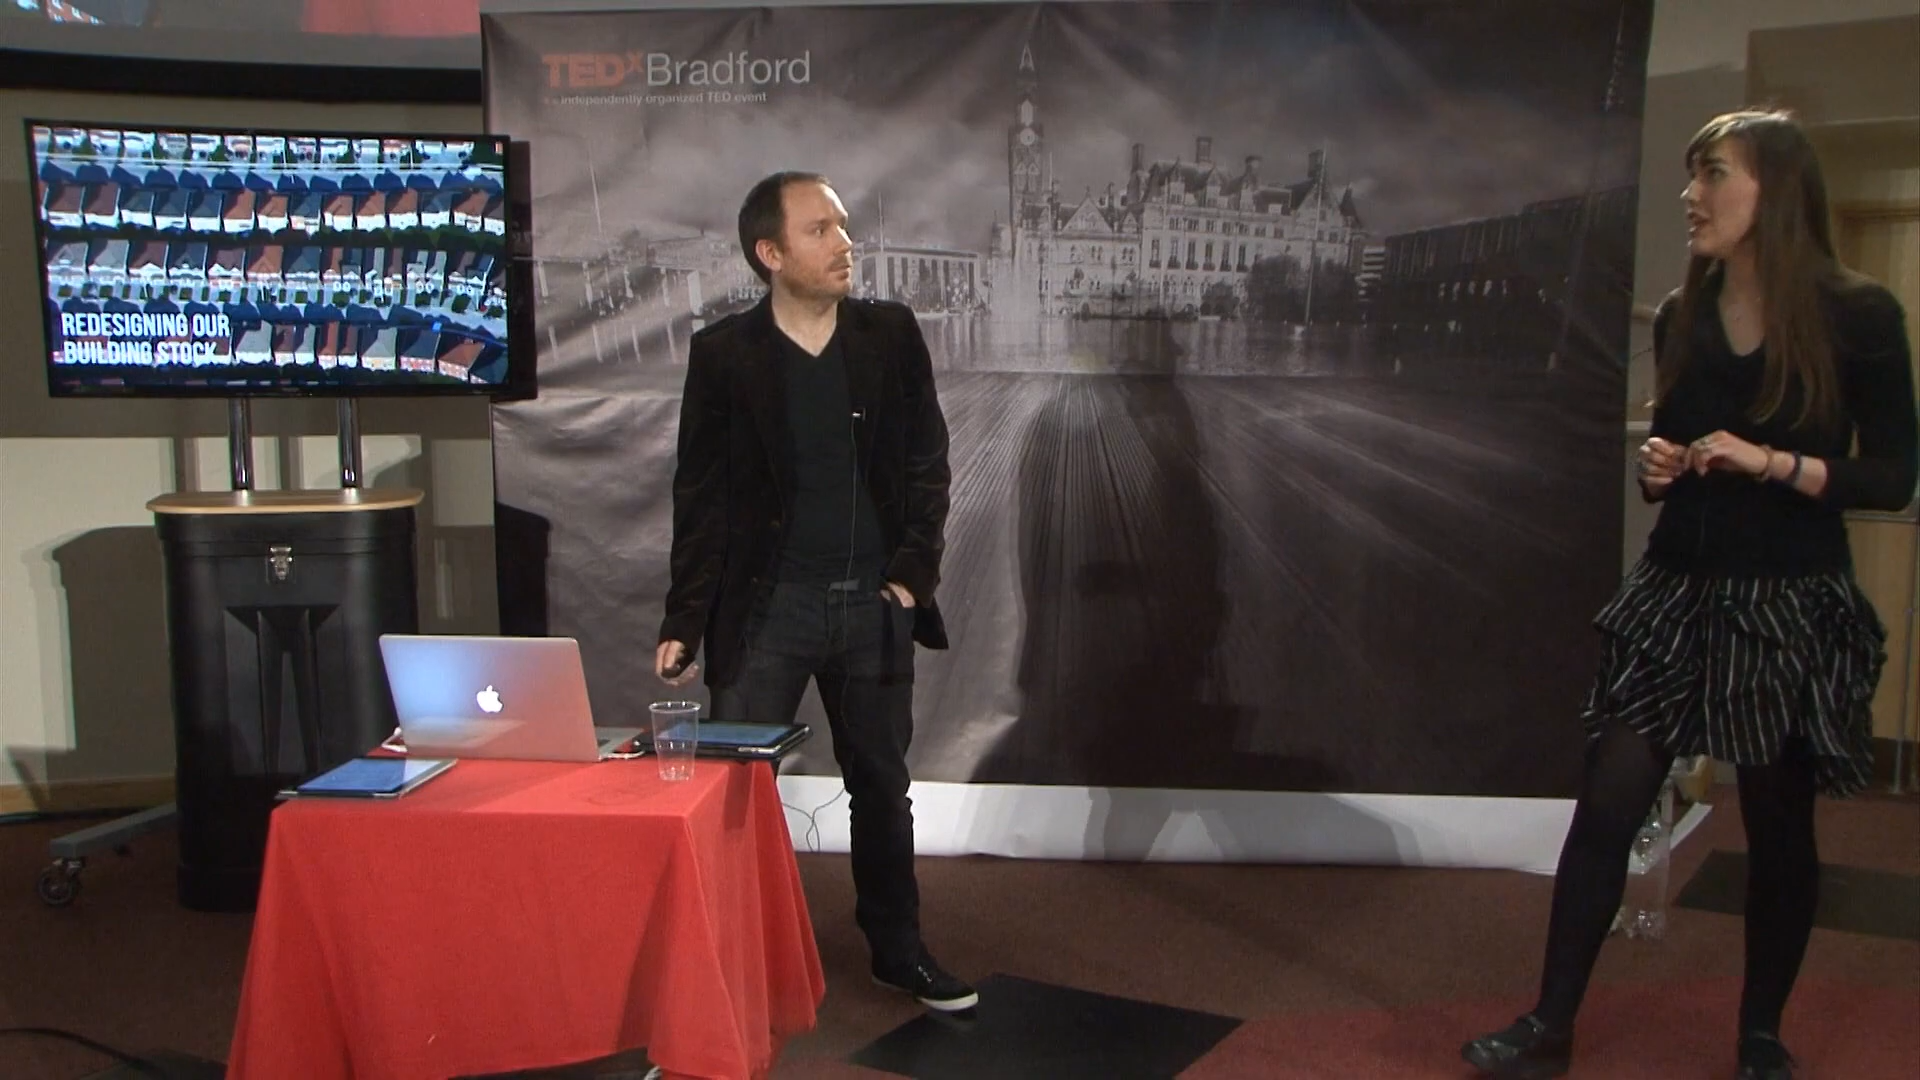 TEDxBradford
x = independently organized TED event
REDESIGNING OUR
BUILDING STOCK